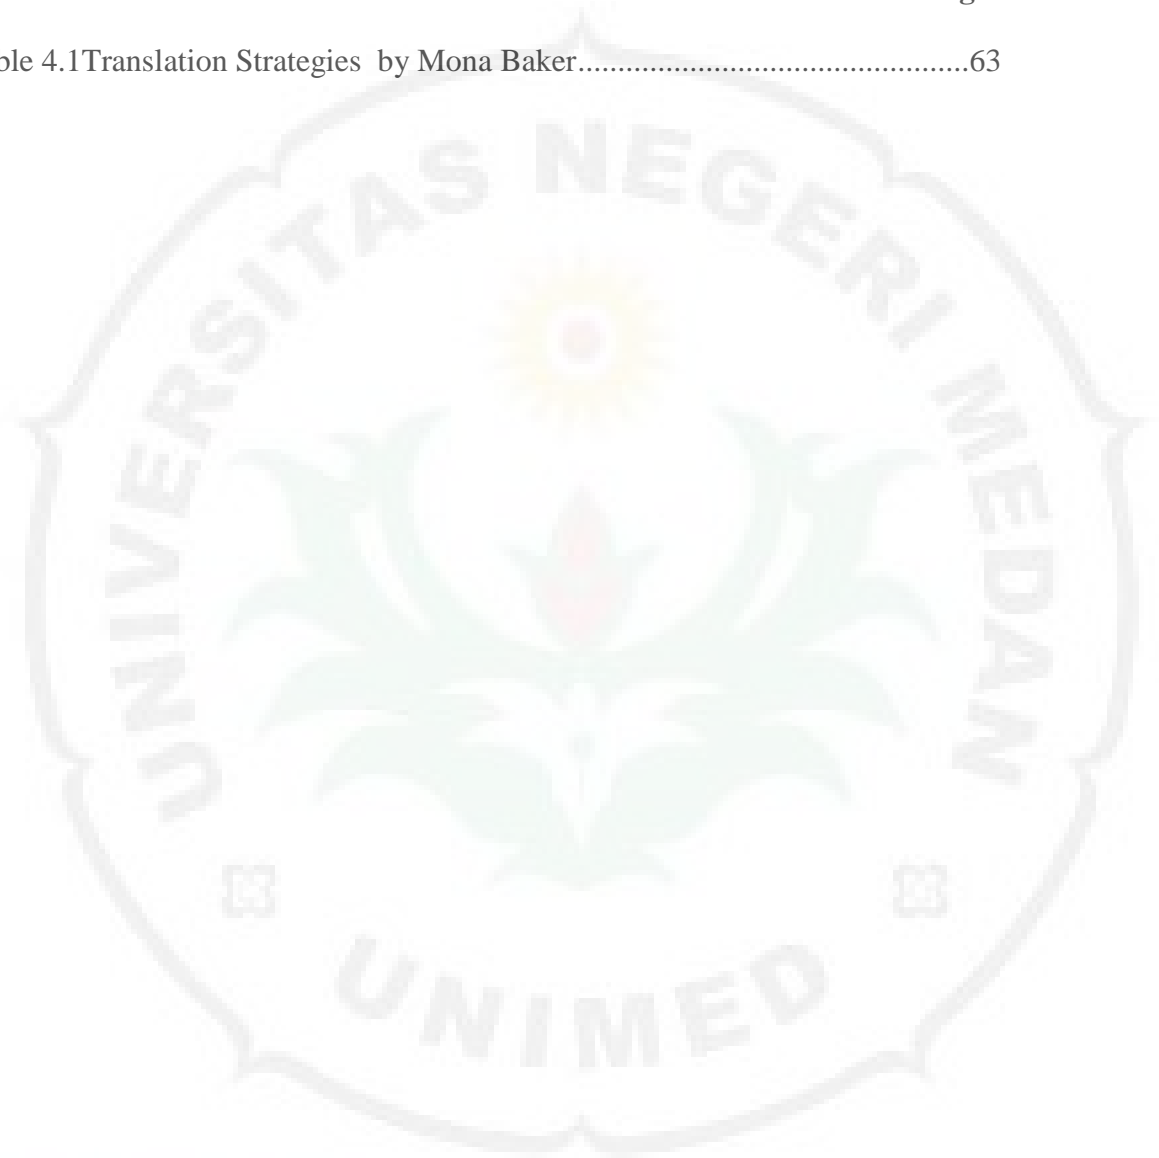 ble 4.1Translation Strategies  by Mona Baker.................................................63
UNIVERSITAS NEGERI MEDAN
UNIMED